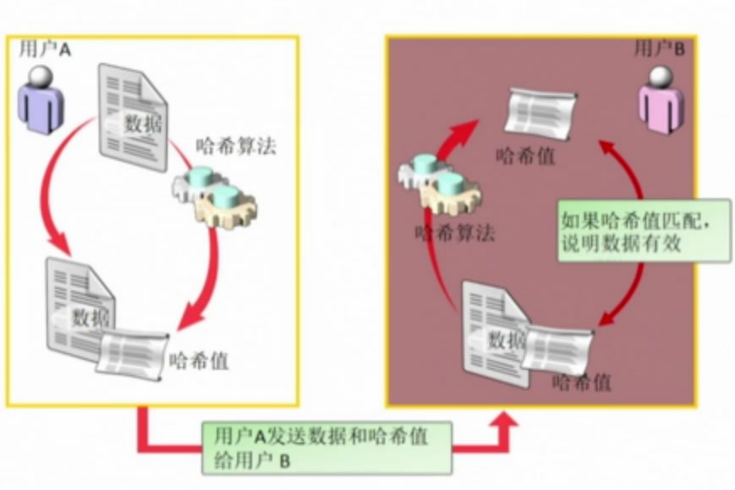 用户A
数据
哈希算法
数据
哈希值
用户B
哈希值
哈希算法
如果哈希值匹配，
说明数据有效
数据
哈希值
用户A发送数据和哈希值
给用户 B